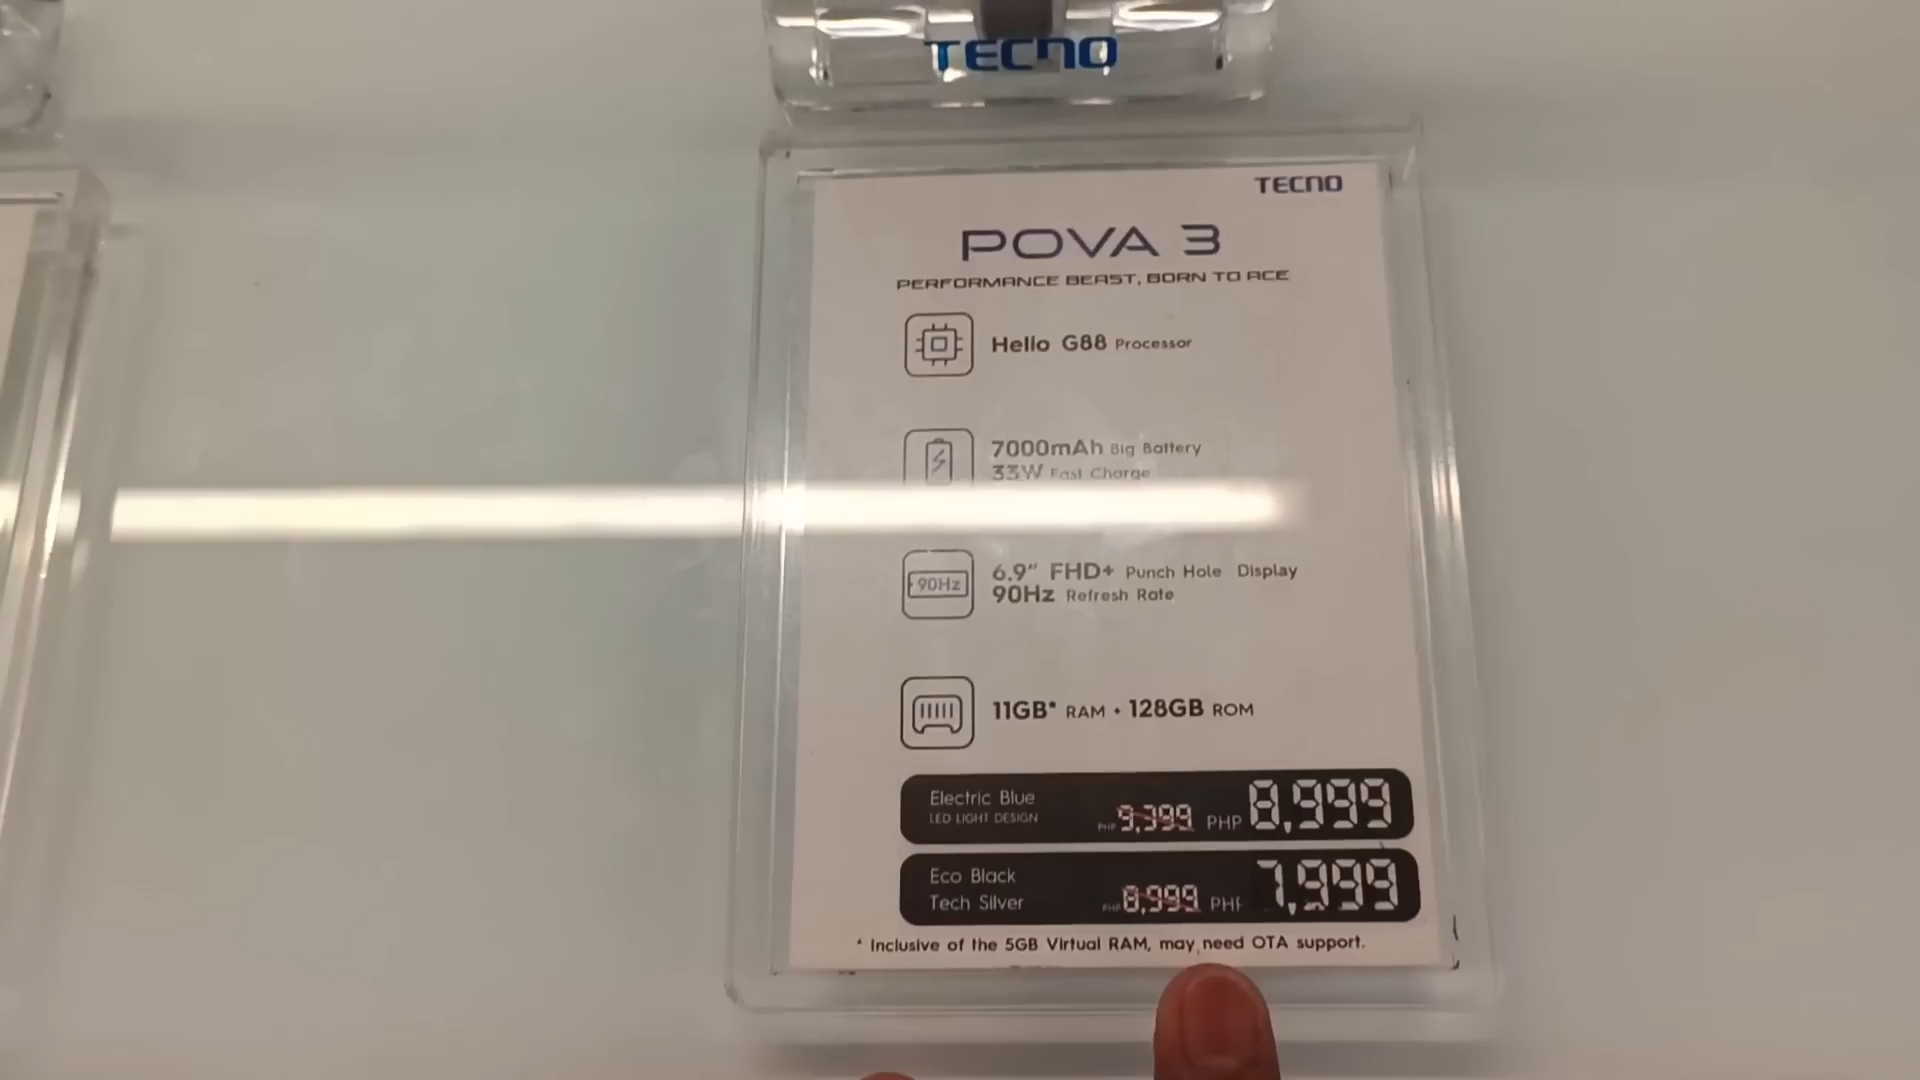 TECNO
TECNO
POVA 3
PERFORMANCE BEAST, BORN TO ACE
Helio G88 Processor
7000mAh Big Battery
33W Fast Charge
90Hz
6.9" FHD+ Punch Hole Display
90Hz Refresh Rate
11GB* RAM + 128GB ROM
Electric Blue
LED LIGHT DESIGN
PHP 9,399 PHP 8,999
Eco Black
Tech Silver
PHP 8,999 PHP 7,999
* Inclusive of the 5GB Virtual RAM, may need OTA support.